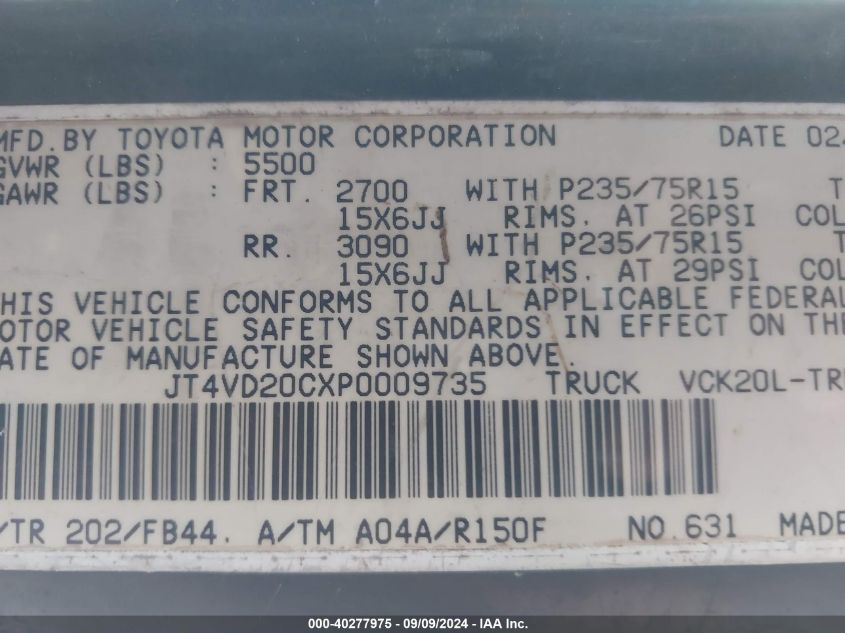 MFD.BY TOYOTA MOTOR CORPORATION DATE 02
GVWR (LBS) : 5500
GAWR (LBS) : FRT. 2700 WITH P235/75R15 T
15X6JJ RIMS. AT 26PSI COL
RR. 3090 WITH P235/75R15 T
15X6JJ RIMS. AT 29PSI COL
HIS VEHICLE CONFORMS TO ALL APPLICABLE FEDERAL
OTOR VEHICLE SAFETY STANDARDS IN EFFECT ON THE
ATE OF MANUFACTURE SHOWN ABOVE.
JT4VD20CXP0009735 TRUCK VCK20L-TR
/TR 202/FB44. A/TM A04A/R150F NO.631 MADE
000-40277975 - 09/09/2024 - IAA Inc.